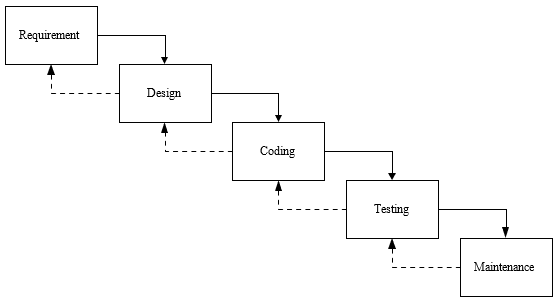 Requirement
Design
Coding
Testing
Maintenance